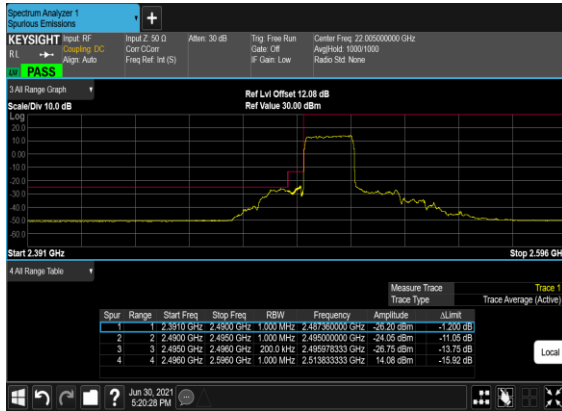 Spectrum Analyzer 1
Spurious Emissions
KEYSIGHT Input: RF Input Z: 50 Ω Atten: 30 dB Trig: Free Run Center Freq: 22.005000000 GHz
RL Coupling: DC Corr CCorr Gate: Off Avg|Hold: 1000/1000
Align: Auto Freq Ref: Int (S) IF Gain: Low Radio Std: None
PASS
3 All Range Graph
Ref Lvl Offset 12.08 dB
Scale/Div 10.0 dB Ref Value 30.00 dBm
Log
20.0
10.0
0.00
-10.0
-20.0
-30.0
-40.0
-50.0
-60.0
Start 2.391 GHz Stop 2.596 GH
4 All Range Table
Measure Trace Trace 1
Trace Type Trace Average (Active)
Spur Range Start Freq Stop Freq RBW Frequency Amplitude ΔLimit
1 1 2.3910 GHz 2.4900 GHz 1.000 MHz 2.487360000 GHz -26.20 dBm -1.200 dB
2 2 2.4900 GHz 2.4950 GHz 1.000 MHz 2.495000000 GHz -24.05 dBm -11.05 dB
3 3 2.4950 GHz 2.4960 GHz 200.0 kHz 2.495978333 GHz -26.75 dBm -13.75 dB
4 4 2.4960 GHz 2.5960 GHz 1.000 MHz 2.513833333 GHz 14.08 dBm -15.92 dB
Local
? Jun 30, 2021
5:20:28 PM